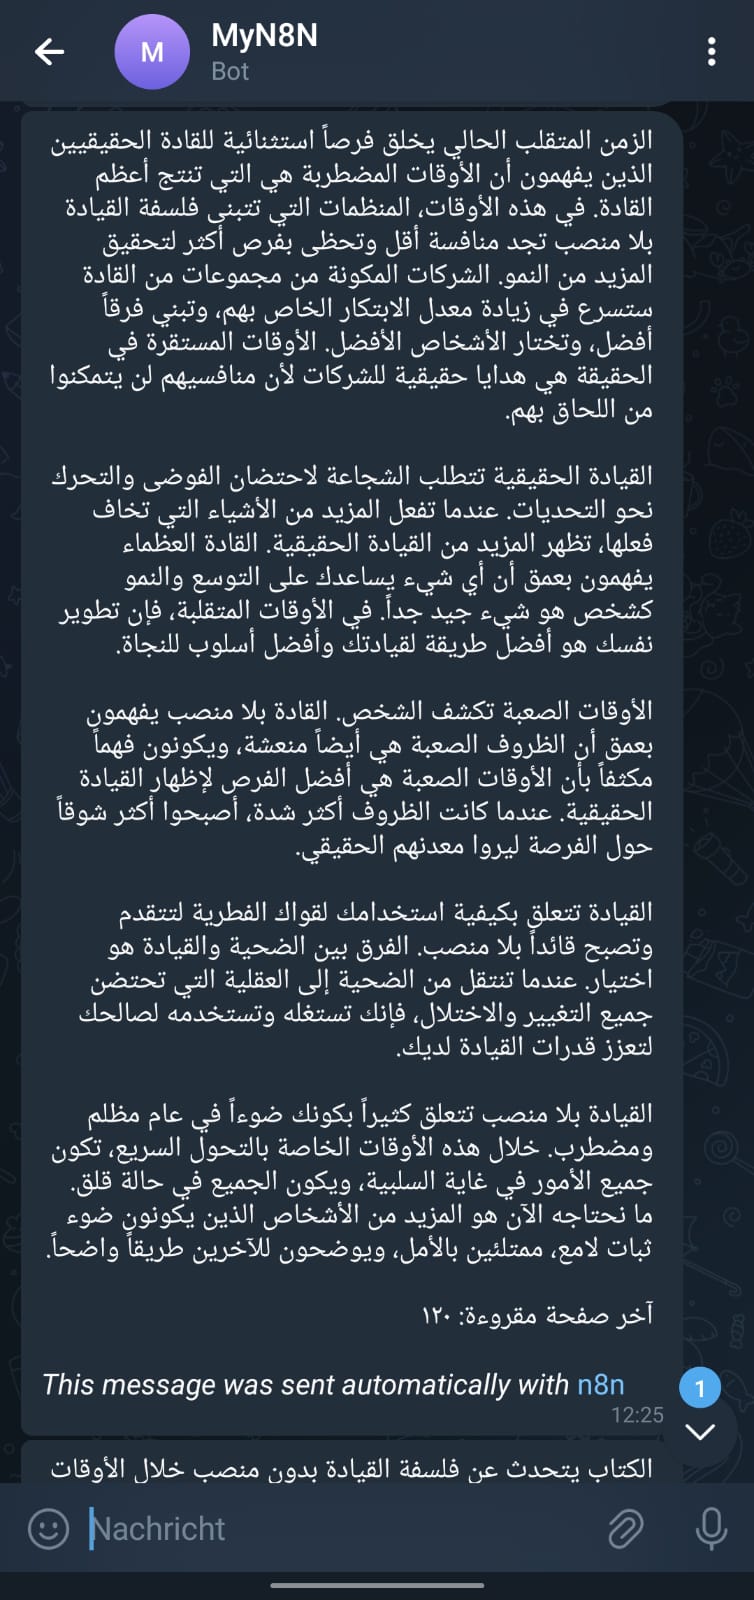 MyN8N
M
Bot
الزمن المتقلب الحالي يخلق فرصاً استثنائية للقادة الحقيقيين
الذين يفهمون أن الأوقات المضطربة هي التي تنتج أعظم
القادة. في هذه الأوقات، المنظمات التي تتبنى فلسفة القيادة
بلا منصب تجد منافسة أقل وتحظى بفرص أكثر لتحقيق
المزيد من النمو. الشركات المكونة من مجموعات من القادة
ستسرع في زيادة معدل الابتكار الخاص بهم، وتبني فرقاً
أفضل، وتختار الأشخاص الأفضل. الأوقات المستقرة في
الحقيقة هي هدايا حقيقية للشركات لأن منافسيهم لن يتمكنوا
من اللحاق بهم.
القيادة الحقيقية تتطلب الشجاعة لاحتضان الفوضى والتحرك
نحو التحديات. عندما تفعل المزيد من الأشياء التي تخاف
فعلها، تظهر المزيد من القيادة الحقيقية. القادة العظماء
يفهمون بعمق أن أي شيء يساعدك على التوسع والنمو
كشخص هو شيء جيد جداً. في الأوقات المتقلبة، فإن تطوير
نفسك هو أفضل طريقة لقيادتك وأفضل أسلوب للنجاة.
الأوقات الصعبة تكشف الشخص. القادة بلا منصب يفهمون
بعمق أن الظروف الصعبة هي أيضاً منعشة، ويكونون فهماً
مكثفاً بأن الأوقات الصعبة هي أفضل الفرص لإظهار القيادة
الحقيقية. عندما كانت الظروف أكثر شدة، أصبحوا أكثر شوقاً
حول الفرصة ليروا معدنهم الحقيقي.
القيادة تتعلق بكيفية استخدامك لقواك الفطرية لتتقدم
وتصبح قائداً بلا منصب. الفرق بين الضحية والقيادة هو
اختيار. عندما تنتقل من الضحية إلى العقلية التي تحتضن
جميع التغيير والاختلال، فإنك تستغله وتستخدمه لصالحك
لتعزز قدرات القيادة لديك.
القيادة بلا منصب تتعلق كثيراً بكونك ضوءاً في عام مظلم
ومضطرب. خلال هذه الأوقات الخاصة بالتحول السريع، تكون
جميع الأمور في غاية السلبية، ويكون الجميع في حالة قلق.
ما نحتاجه الآن هو المزيد من الأشخاص الذين يكونون ضوء
ثبات لامع، ممتلئين بالأمل، ويوضحون للآخرين طريقاً واضحاً.
آخر صفحة مقروءة: ١٢٠
This message was sent automatically with n8n
1
12:25
الكتاب يتحدث عن فلسفة القيادة بدون منصب خلال الأوقات
Nachricht